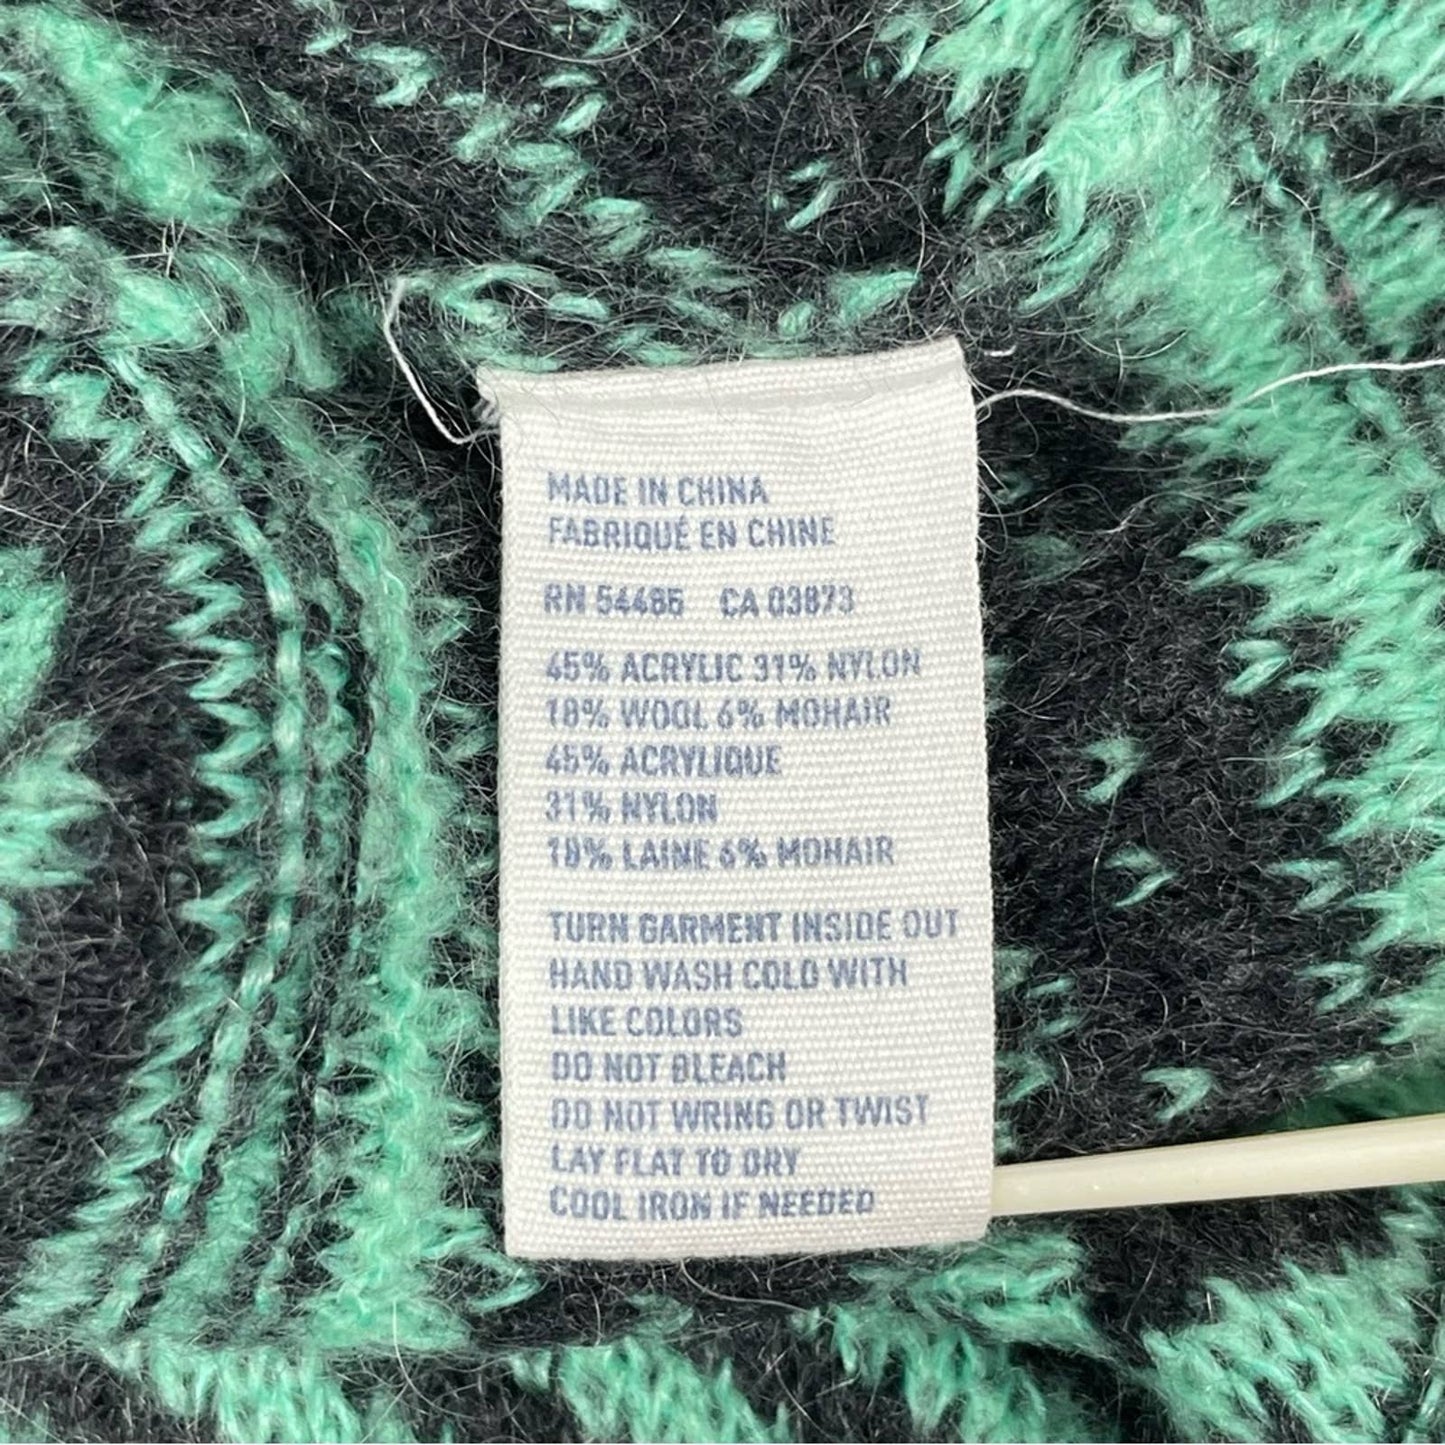 MADE IN CHINA
FABRIQUÉ EN CHINE
RN 54485 CA 03873
45% ACRYLIC 31% NYLON
18% WOOL 6% MOHAIR
45% ACRYLIQUE
31% NYLON
18% LAINE 6% MOHAIR
TURN GARMENT INSIDE OUT
HAND WASH COLD WITH
LIKE COLORS
DO NOT BLEACH
DO NOT WRING OR TWIST
LAY FLAT TO DRY
COOL IRON IF NEEDED